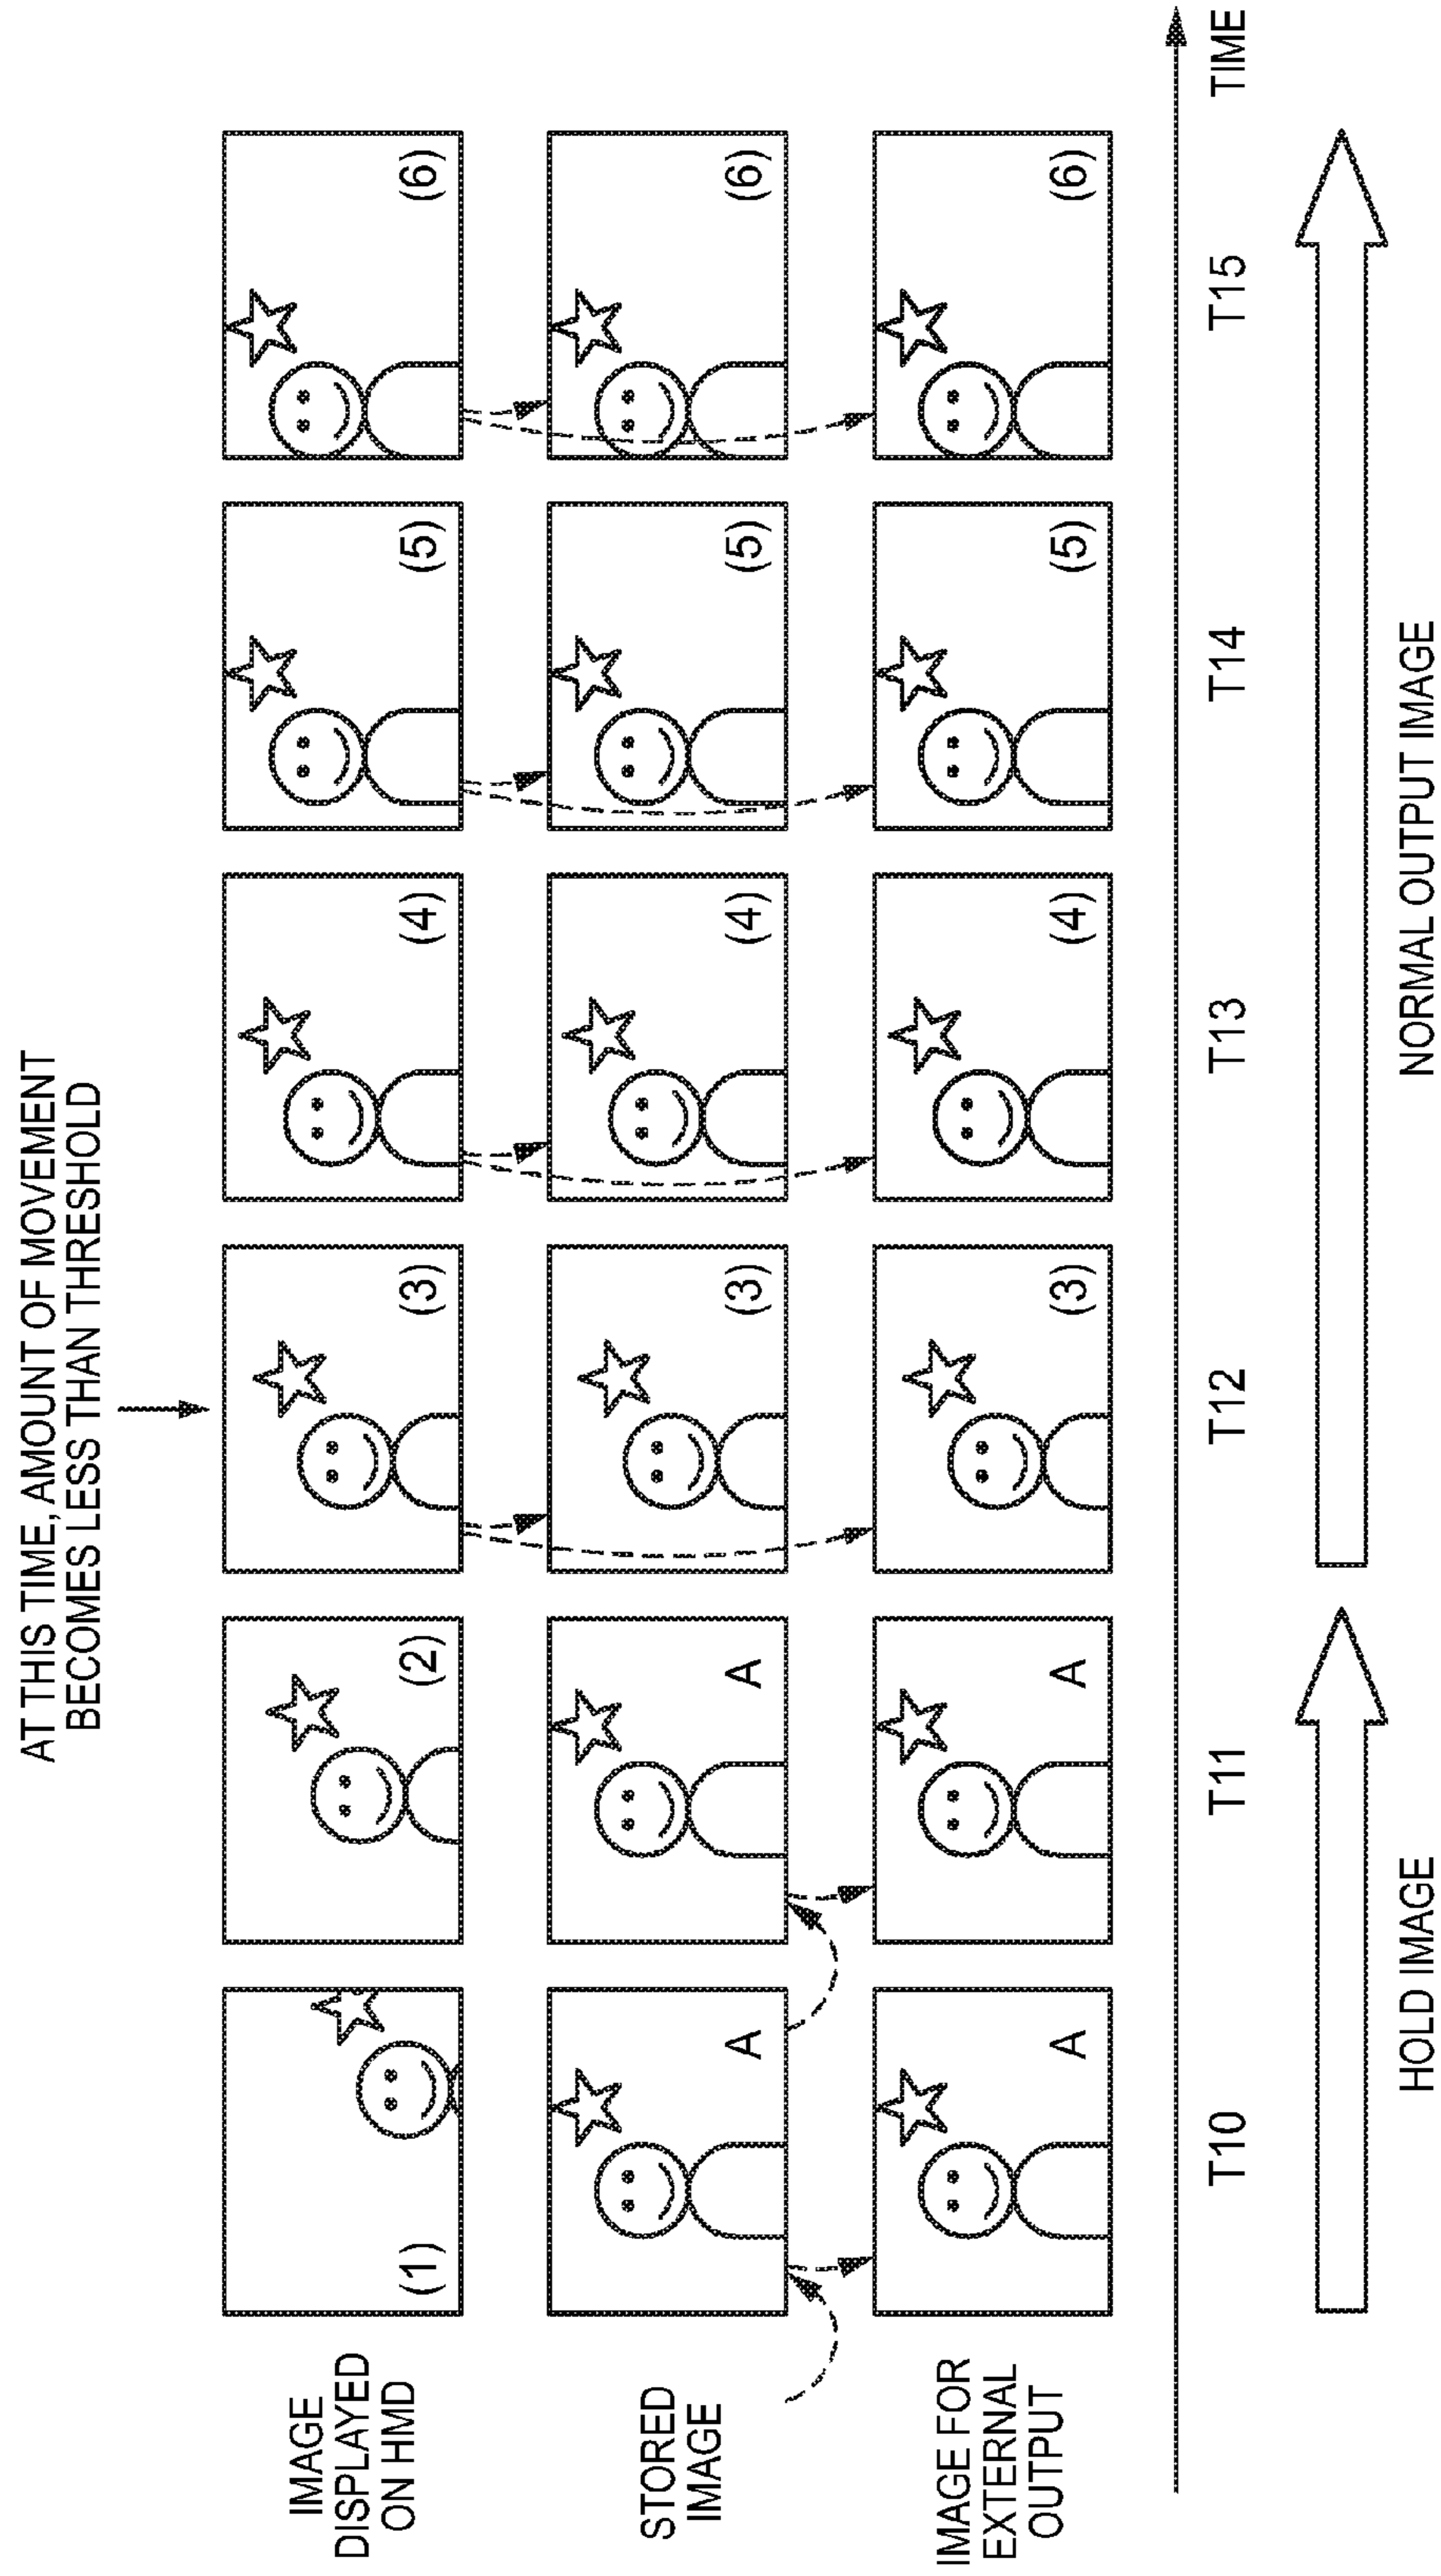 AT THIS TIME, AMOUNT OF MOVEMENT
BECOMES LESS THAN THRESHOLD
IMAGE
DISPLAYED
ON HMD
(1)
(2)
(3)
(4)
(5)
(6)
STORED
IMAGE
A
A
(3)
(4)
(5)
(6)
IMAGE FOR
EXTERNAL
OUTPUT
A
A
(3)
(4)
(5)
(6)
T10
T11
T12
T13
T14
T15
TIME
HOLD IMAGE
NORMAL OUTPUT IMAGE